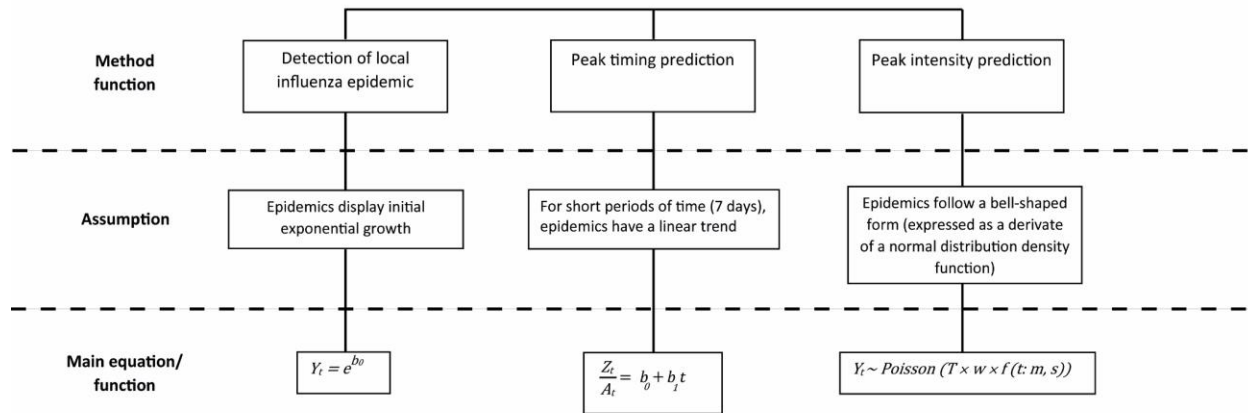 Method
function
Detection of local
influenza epidemic
Peak timing prediction
Peak intensity prediction
Assumption
Epidemics display initial
exponential growth
For short periods of time (7 days),
epidemics have a linear trend
Epidemics follow a bell-shaped
form (expressed as a derivate
of a normal distribution density
function)
Main equation/
function
Y_t = e^{b_0}
Z_t/A_t = b_0 + b_1 t
Y_t ~ Poisson (T × w × f (t: m, s))